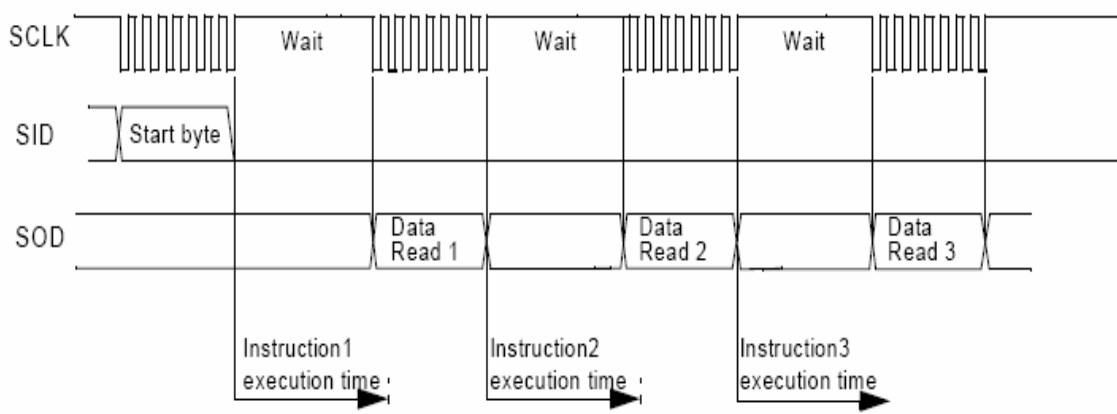 SCLK
Wait
Wait
Wait
SID
Start byte
SOD
Data
Read 1
Data
Read 2
Data
Read 3
Instruction1
execution time
Instruction2
execution time
Instruction3
execution time